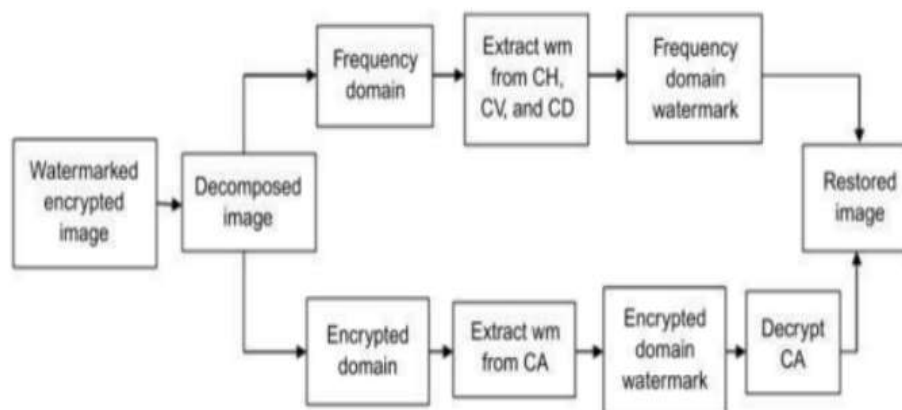 Frequency
domain
Extract wm
from CH,
CV, and CD
Frequency
domain
watermark
Watermarked
encrypted
image
Decomposed
image
Restored
image
Encrypted
domain
Extract wm
from CA
Encrypted
domain
watermark
Decrypt
CA